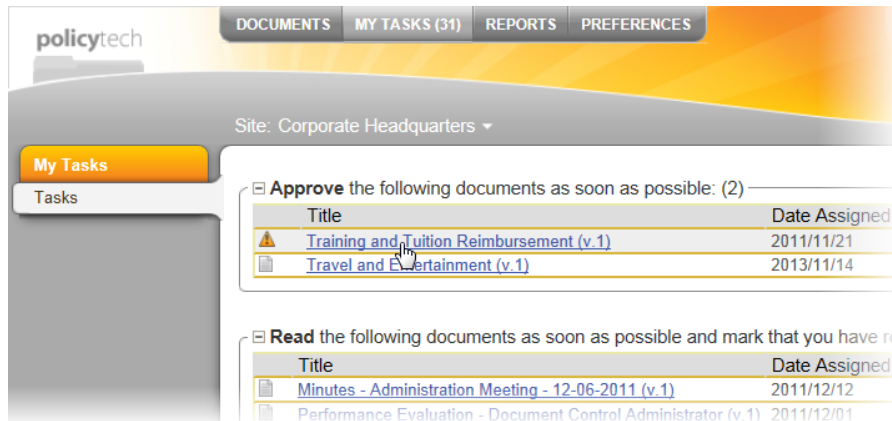 DOCUMENTS MY TASKS (31) REPORTS PREFERENCES
policytech
Site: Corporate Headquarters
My Tasks
Tasks
Approve the following documents as soon as possible: (2)
Title Date Assigned
Training and Tuition Reimbursement (v.1) 2011/11/21
Travel and Entertainment (v.1) 2013/11/14
Read the following documents as soon as possible and mark that you have
Title Date Assigned
Minutes - Administration Meeting - 12-06-2011 (v.1) 2011/12/12
Performance Evaluation - Document Control Administrator (v.1) 2011/12/01